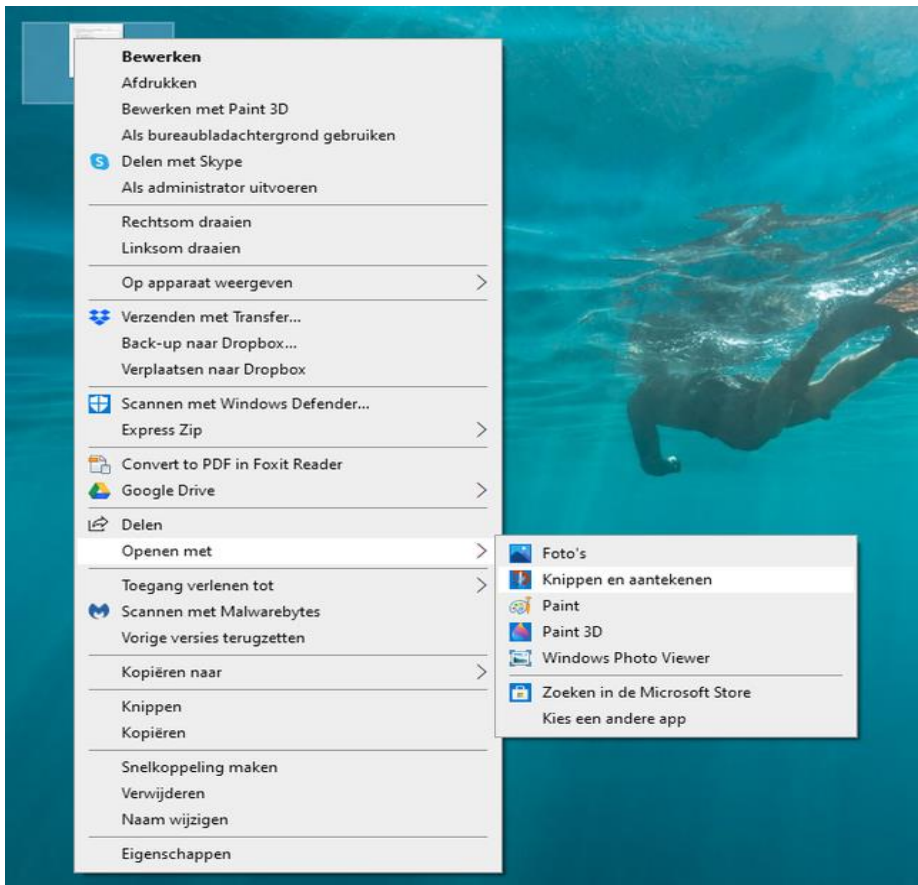 Bewerken
Afdrukken
Bewerken met Paint 3D
Als bureaubladachtergrond gebruiken
Delen met Skype
Als administrator uitvoeren
Rechtsom draaien
Linksom draaien
Op apparaat weergeven
Verzenden met Transfer...
Back-up naar Dropbox...
Verplaatsen naar Dropbox
Scannen met Windows Defender...
Express Zip
Convert to PDF in Foxit Reader
Google Drive
Delen
Openen met
Toegang verlenen tot
Scannen met Malwarebytes
Vorige versies terugzetten
Kopiëren naar
Knippen
Kopiëren
Snelkoppeling maken
Verwijderen
Naam wijzigen
Eigenschappen
Foto's
Knippen en aantekenen
Paint
Paint 3D
Windows Photo Viewer
Zoeken in de Microsoft Store
Kies een andere app